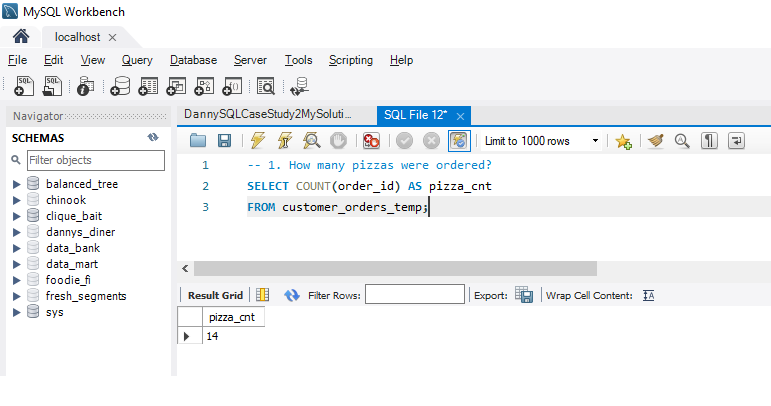 MySQL Workbench
localhost ×
File Edit View Query Database Server Tools Scripting Help
Navigator
SCHEMAS
Filter objects
balanced_tree
chinook
clique_bait
dannys_diner
data_bank
data_mart
foodie_fi
fresh_segments
sys
DannySQLCaseStudy2MySoluti... SQL File 12* ×
Limit to 1000 rows
1 -- 1. How many pizzas were ordered?
2 SELECT COUNT(order_id) AS pizza_cnt
3 FROM customer_orders_temp;
Result Grid Filter Rows: Export: Wrap Cell Content:
pizza_cnt
14